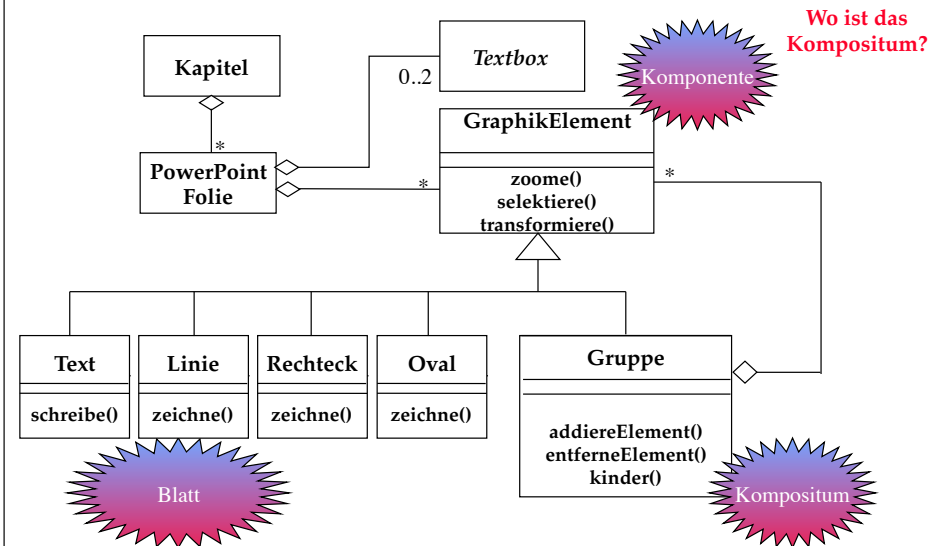 Wo ist das
Kompositum?
Kapitel
*
PowerPoint
Folie
0..2
Textbox
Komponente
GraphikElement
zoome()
selektiere()
transformiere()
*
*
Text
schreibe()
Linie
zeichne()
Rechteck
zeichne()
Oval
zeichne()
Gruppe
addiereElement()
entferneElement()
kinder()
Blatt
Kompositum